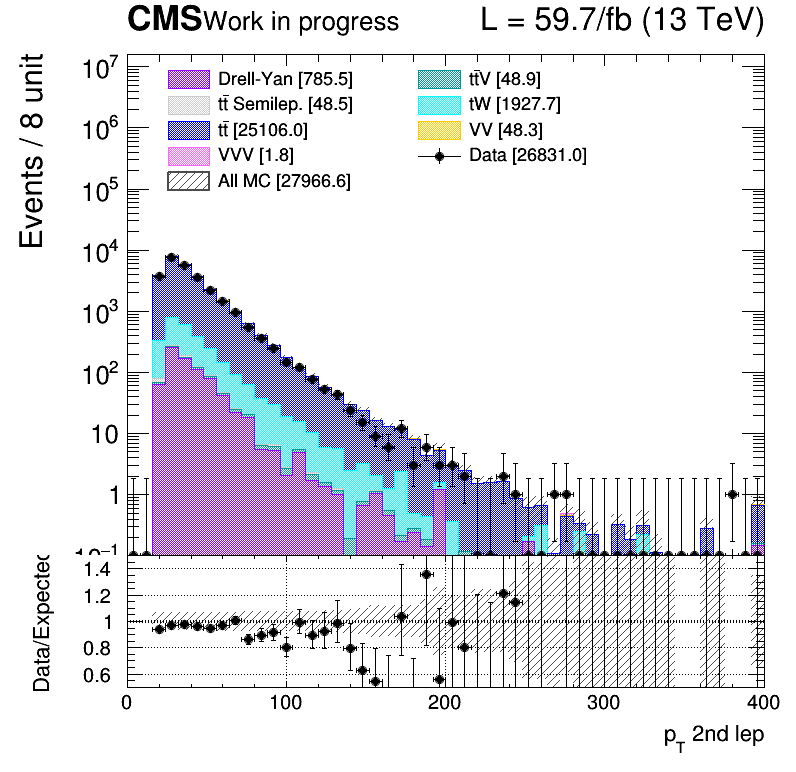 CMS Work in progress L = 59.7/fb (13 TeV)
Events / 8 unit
10⁷
10⁶
10⁵
10⁴
10³
10²
10
1
10⁻¹
Drell-Yan [785.5]
tt̄ Semilep. [48.5]
tt̄ [25106.0]
VVV [1.8]
All MC [27966.6]
tt̄V [48.9]
tW [1927.7]
VV [48.3]
Data [26831.0]
Data/Expected
1.4
1.2
1
0.8
0.6
0 100 200 300 400
p_T 2nd lep